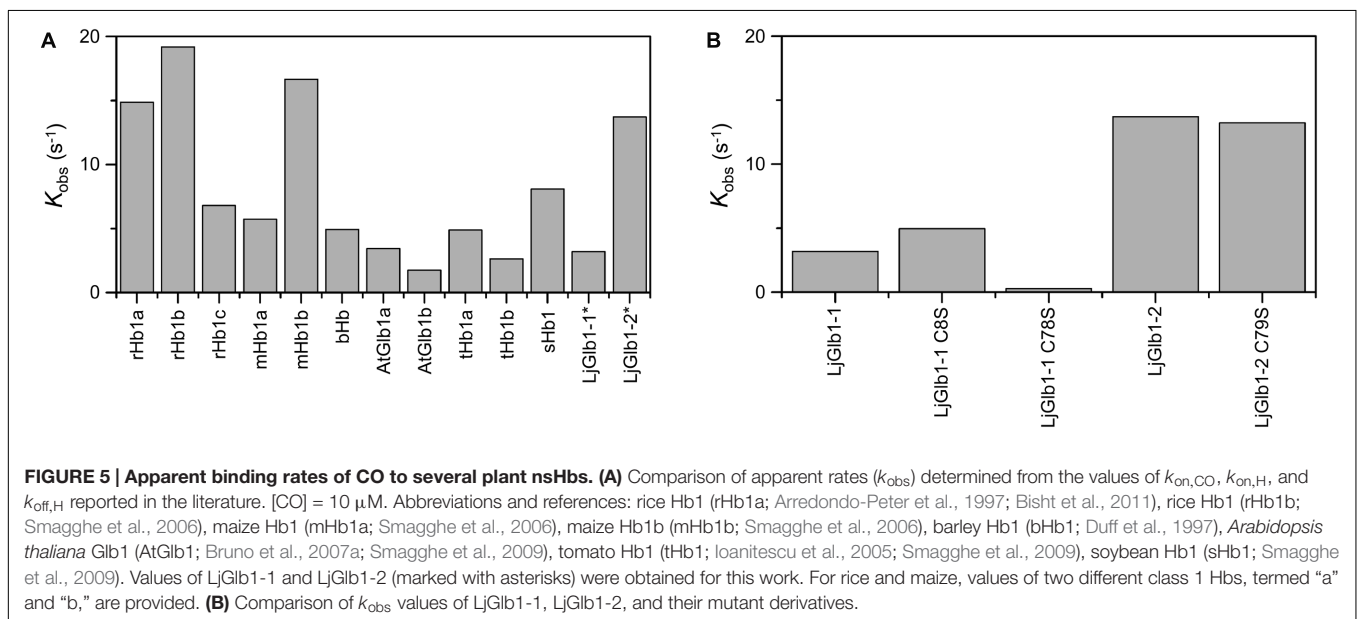 A
B
20
10
0
K_obs (s⁻¹)
rHb1a
rHb1b
rHb1c
mHb1a
mHb1b
bHb
AtGlb1a
AtGlb1b
tHb1a
tHb1b
sHb1
LjGlb1-1*
LjGlb1-2*
20
10
0
K_obs (s⁻¹)
LjGlb1-1
LjGlb1-1 C8S
LjGlb1-1 C78S
LjGlb1-2
LjGlb1-2 C79S
FIGURE 5 | Apparent binding rates of CO to several plant nsHbs. (A) Comparison of apparent rates (k_obs) determined from the values of k_on,CO, k_on,H, and
k_off,H reported in the literature. [CO] = 10 μM. Abbreviations and references: rice Hb1 (rHb1a; Arredondo-Peter et al., 1997; Bisht et al., 2011), rice Hb1 (rHb1b;
Smagghe et al., 2006), maize Hb1 (mHb1a; Smagghe et al., 2006), maize Hb1b (mHb1b; Smagghe et al., 2006), barley Hb1 (bHb1; Duff et al., 1997), Arabidopsis
thaliana Glb1 (AtGlb1; Bruno et al., 2007a; Smagghe et al., 2009), tomato Hb1 (tHb1; Ioanitescu et al., 2005; Smagghe et al., 2009), soybean Hb1 (sHb1; Smagghe
et al., 2009). Values of LjGlb1-1 and LjGlb1-2 (marked with asterisks) were obtained for this work. For rice and maize, values of two different class 1 Hbs, termed “a”
and “b,” are provided. (B) Comparison of k_obs values of LjGlb1-1, LjGlb1-2, and their mutant derivatives.